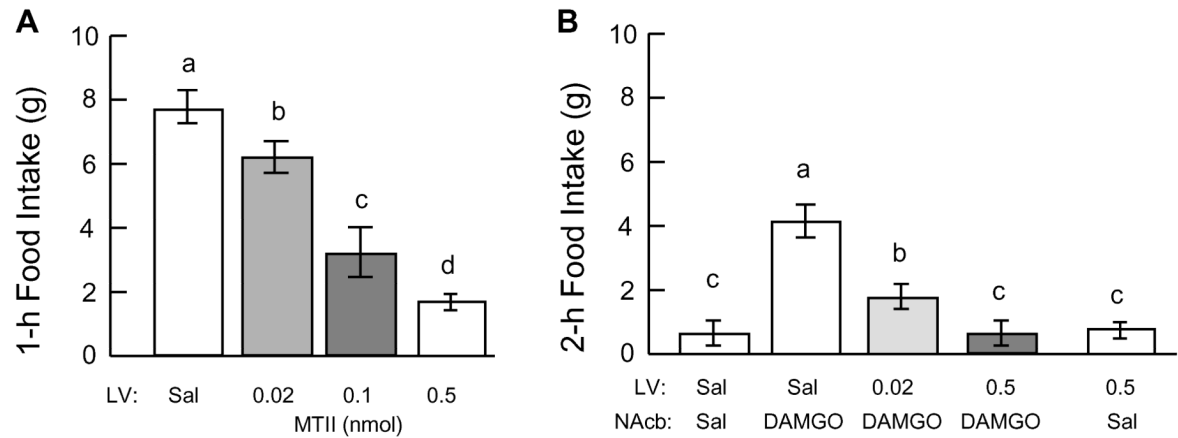 A
1-h Food Intake (g)
10
8
6
4
2
0
a
b
c
d
LV: Sal 0.02 0.1 0.5
MTII (nmol)
B
2-h Food Intake (g)
10
8
6
4
2
0
c
a
b
c
c
LV: Sal Sal 0.02 0.5 0.5
NAcb: Sal DAMGO DAMGO DAMGO Sal